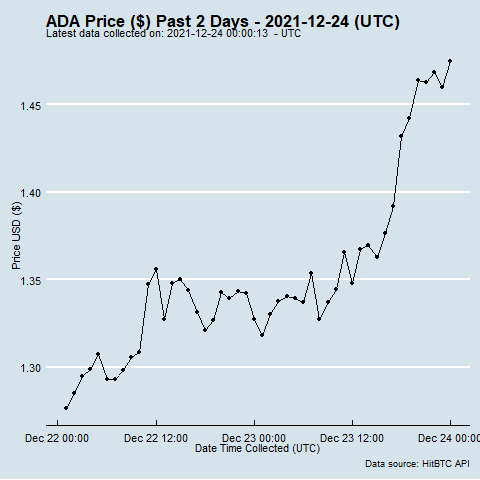 ADA Price ($) Past 2 Days - 2021-12-24 (UTC)
Latest data collected on: 2021-12-24 00:00:13 - UTC
Price USD ($)
1.45
1.40
1.35
1.30
Dec 22 00:00 Dec 22 12:00 Dec 23 00:00 Dec 23 12:00 Dec 24 00:00
Date Time Collected (UTC)
Data source: HitBTC API